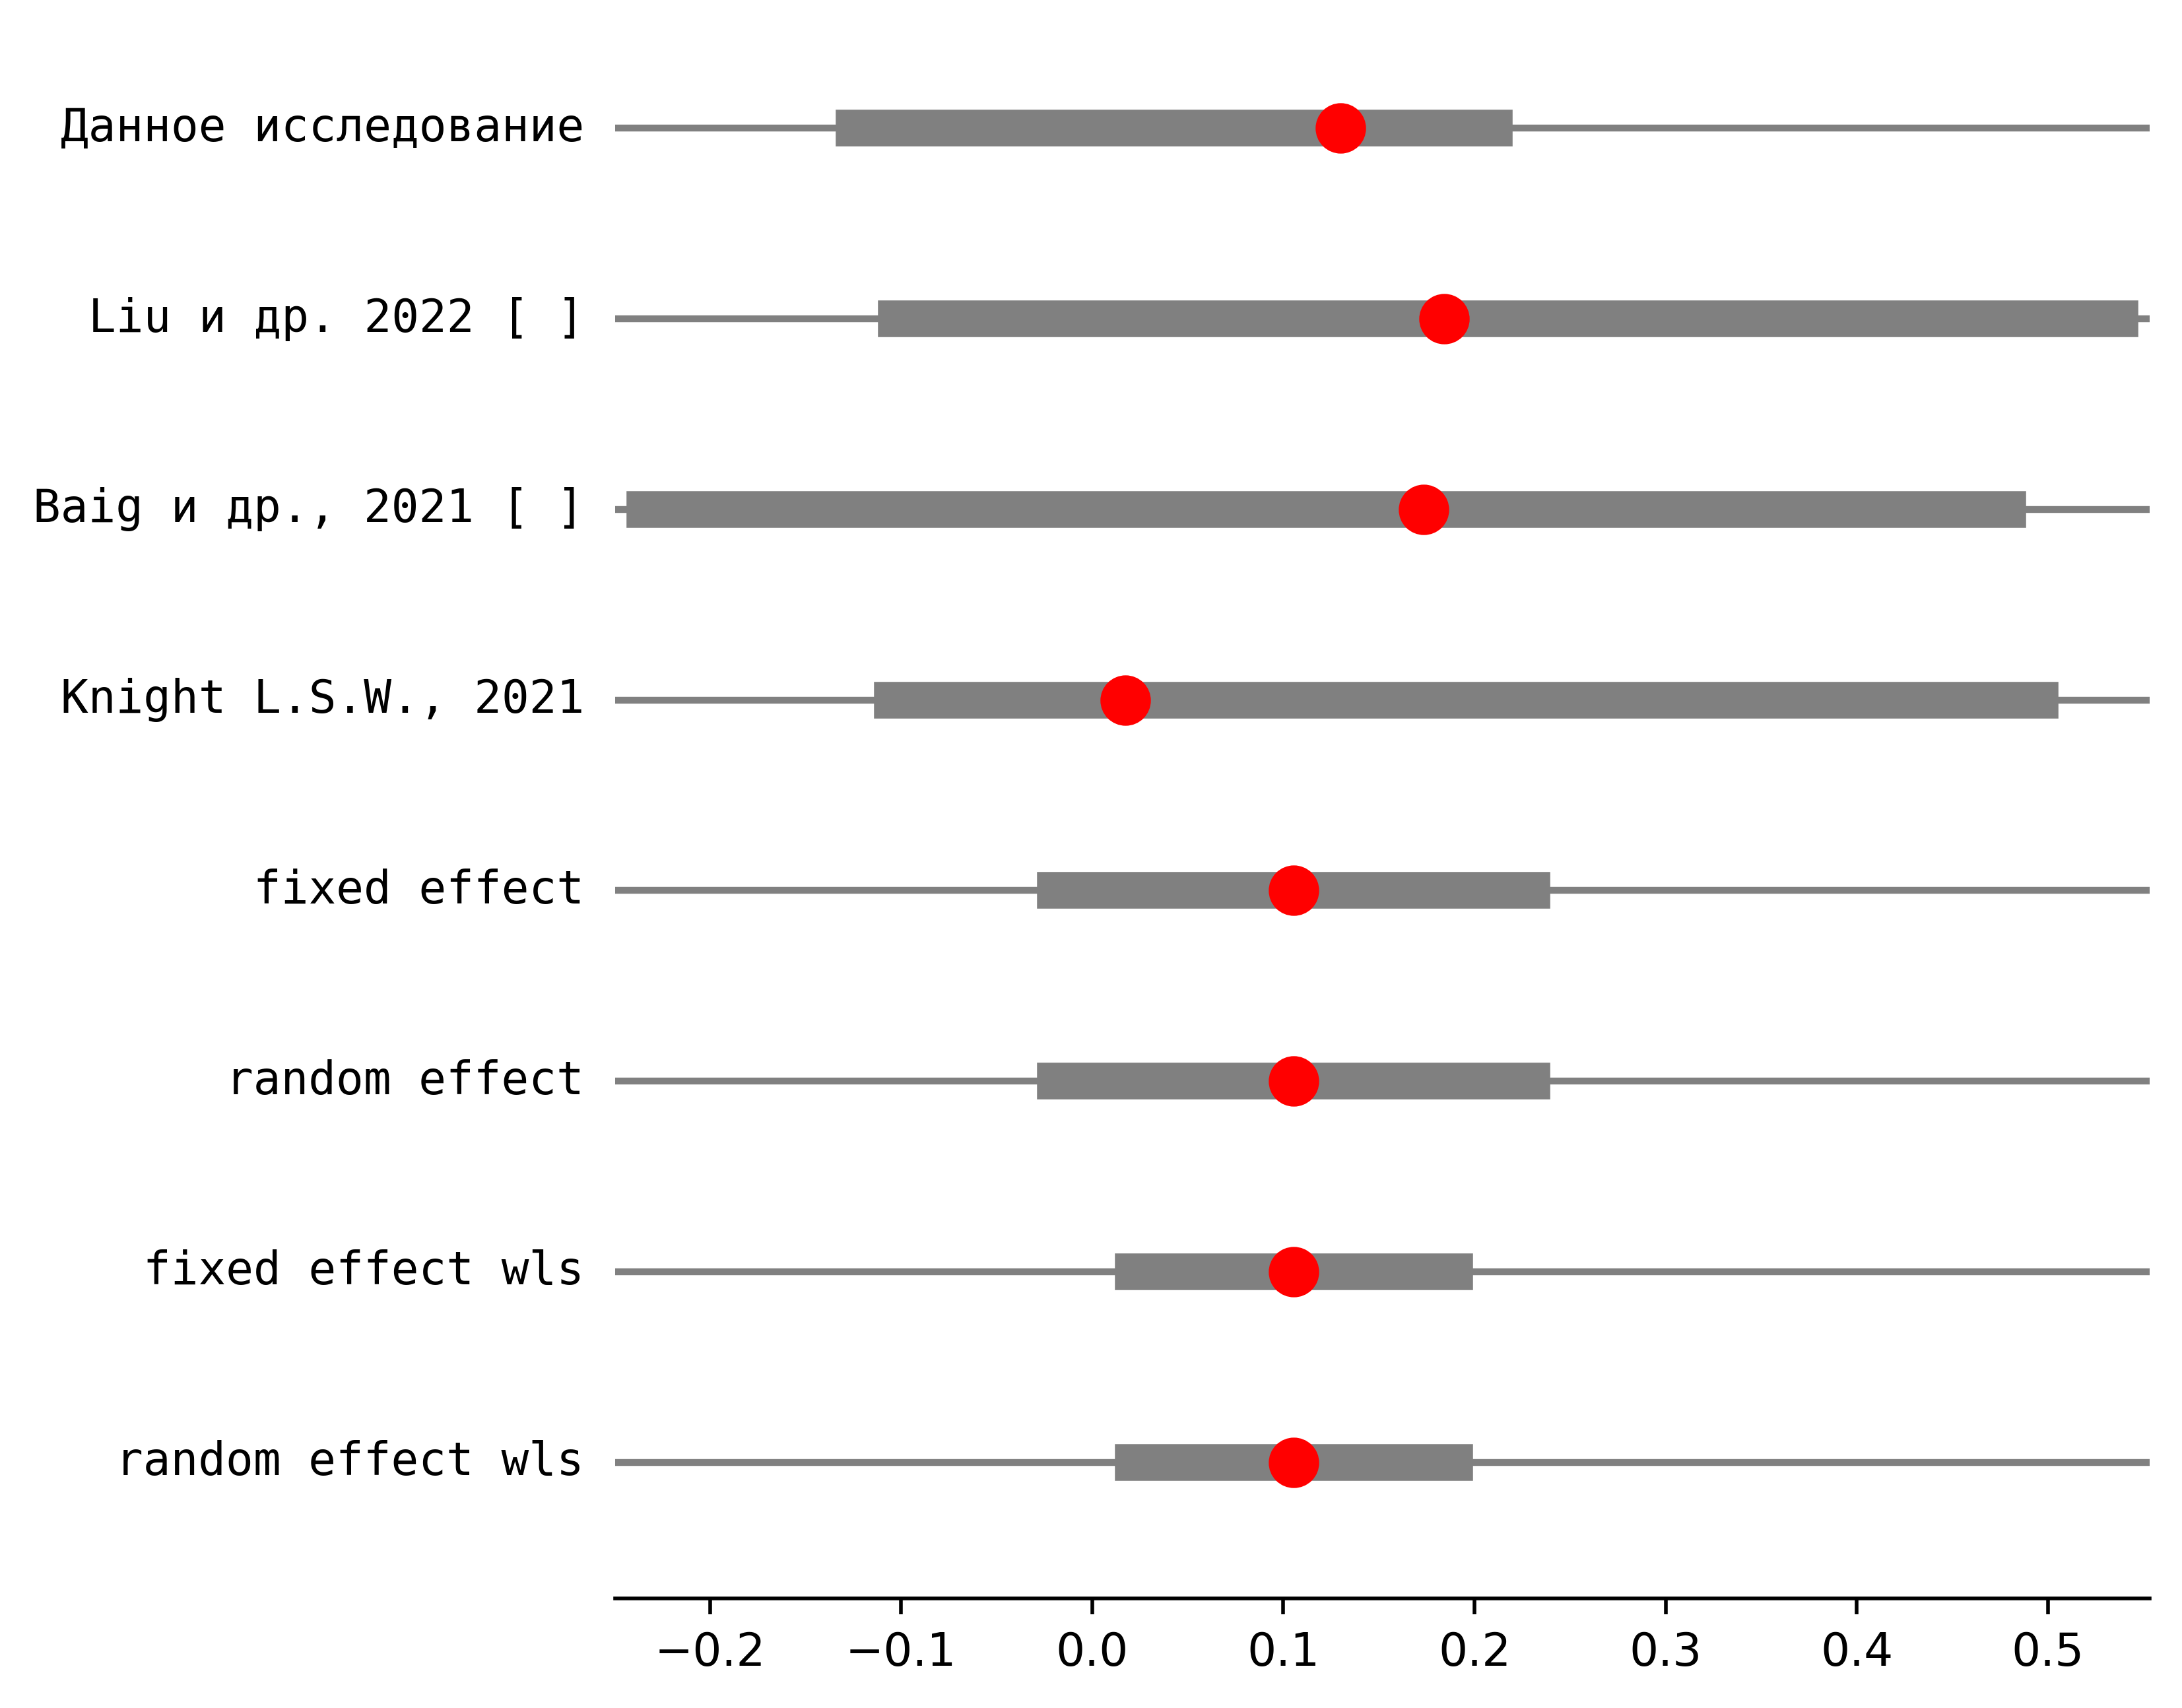 Данное исследование
Liu и др. 2022 [ ]
Baig и др., 2021 [ ]
Knight L.S.W., 2021
fixed effect
random effect
fixed effect wls
random effect wls
−0.2 −0.1 0.0 0.1 0.2 0.3 0.4 0.5